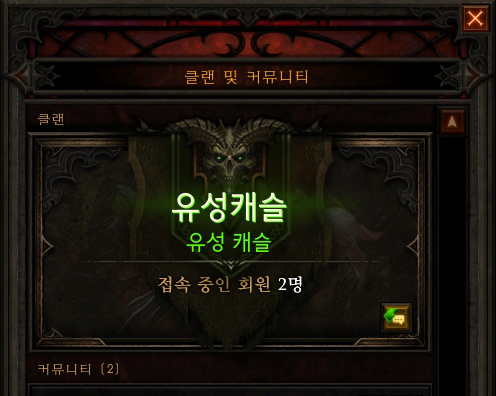 클랜 및 커뮤니티
클랜
유성캐슬
유성 캐슬
접속 중인 회원 2명
커뮤니티 (2)